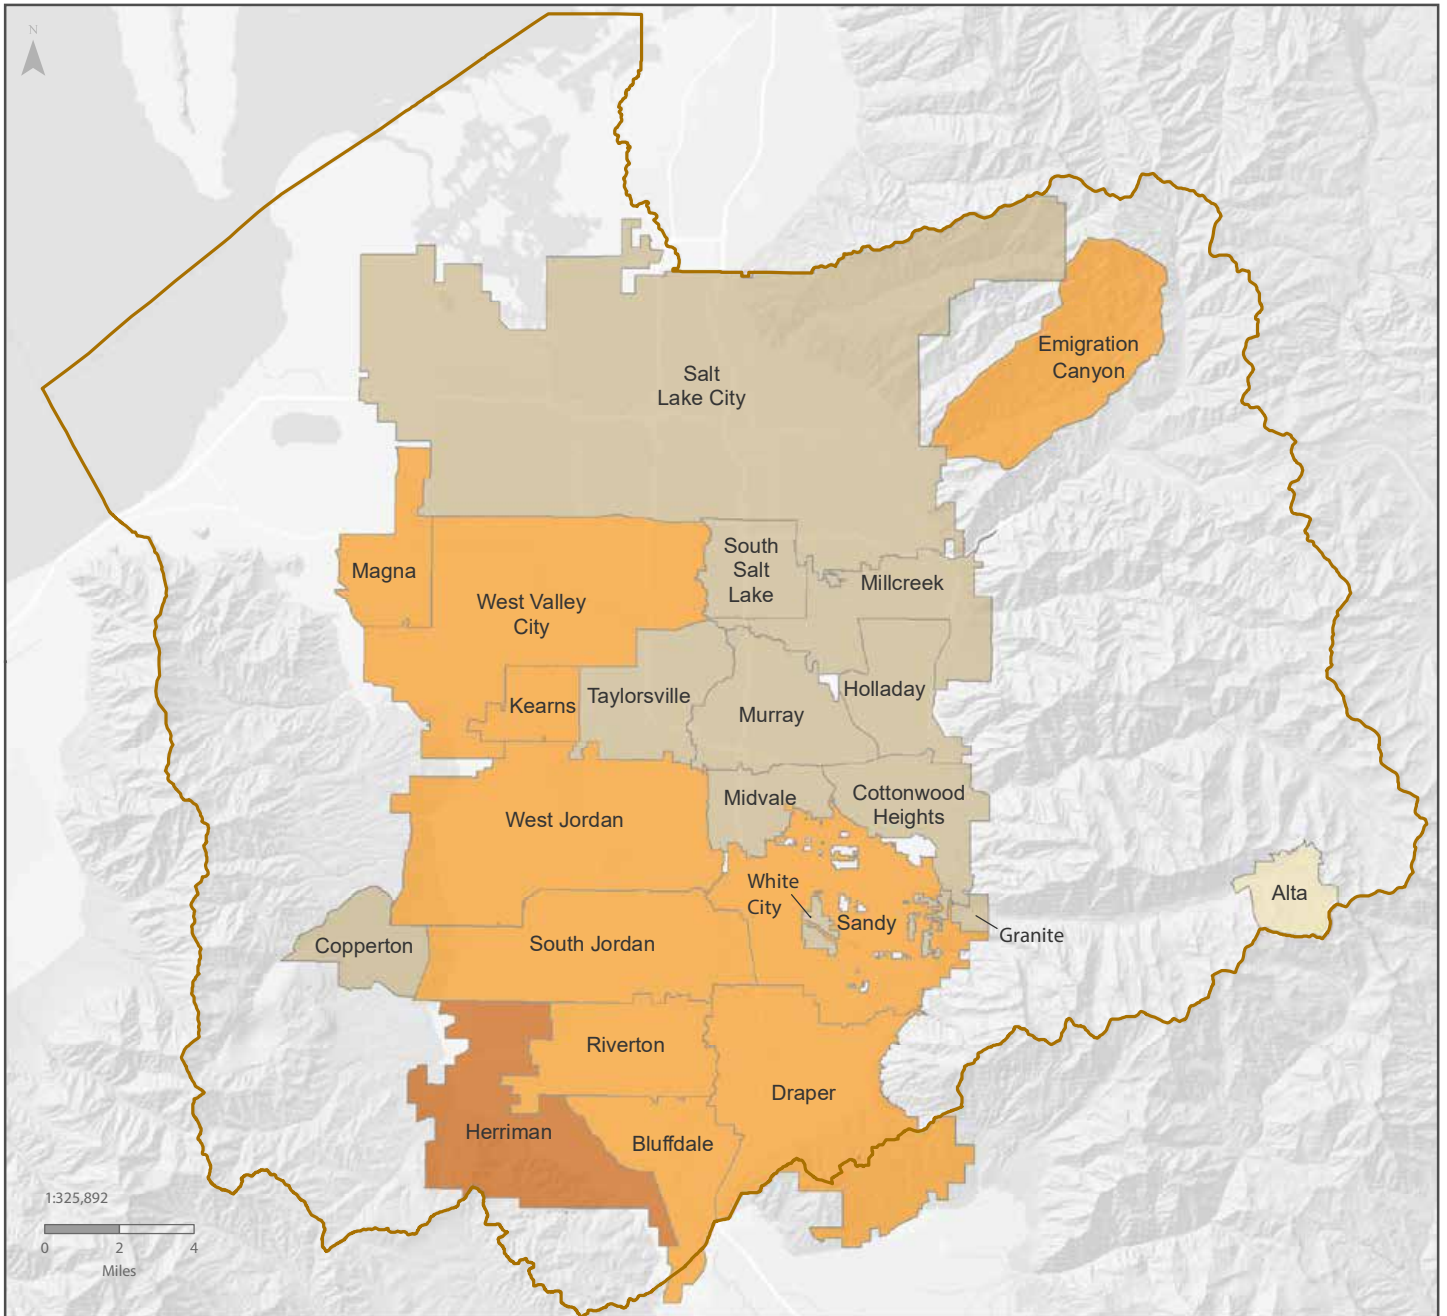 N
Emigration
Canyon
Salt
Lake City
South
Salt
Lake
Magna
Millcreek
West Valley
City
Holladay
Taylorsville
Kearns
Murray
Midvale
Cottonwood
Heights
West Jordan
White
City
Alta
Sandy
Granite
South Jordan
Copperton
Riverton
Draper
Herriman
Bluffdale
1:325,892
0 2 4
Miles